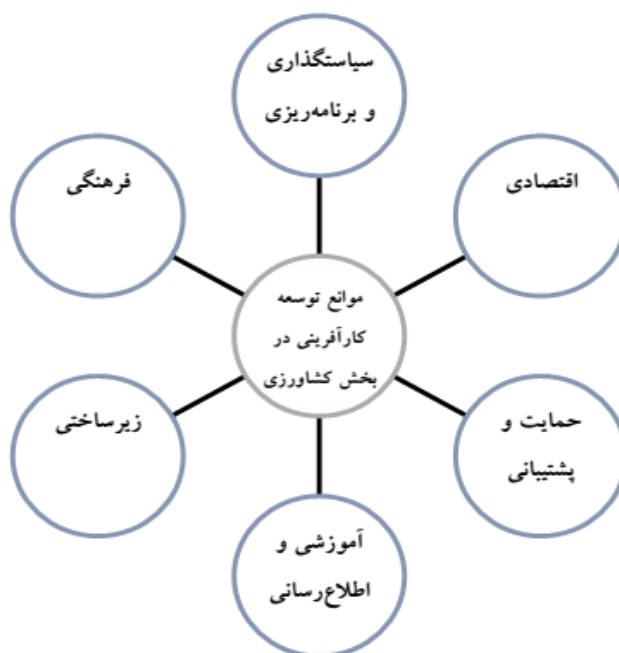 سیاستگذاری
و برنامه‌ریزی
اقتصادی
حمایت و
پشتیبانی
آموزشی و
اطلاع‌رسانی
زیرساختی
فرهنگی
موانع توسعه
کارآفرینی در
بخش کشاورزی